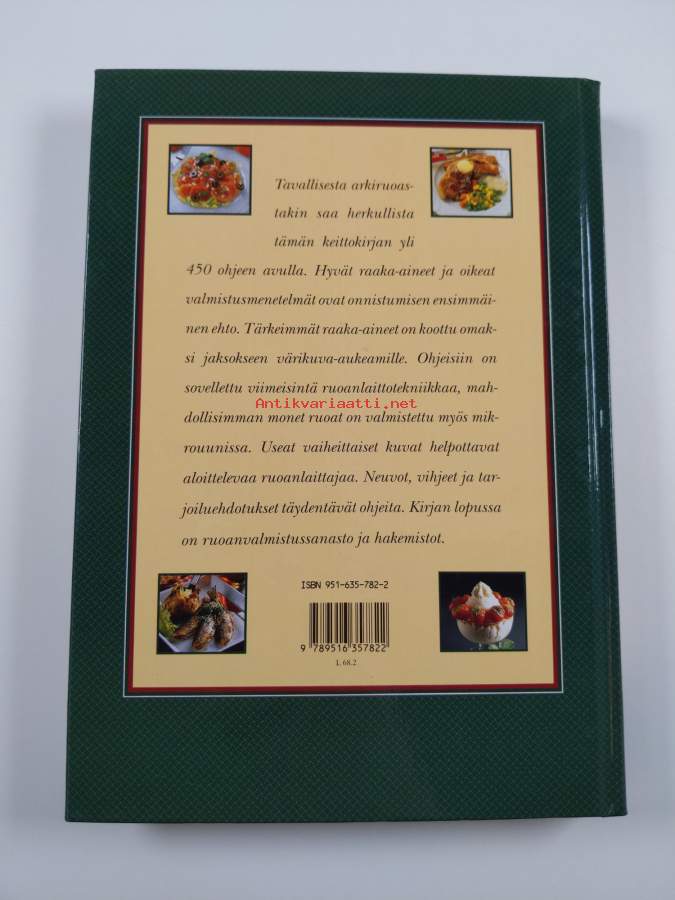 Tavallisesta arkiruoas-
takin saa herkullista
tämän keittokirjan yli
450 ohjeen avulla. Hyvät raaka-aineet ja oikeat
valmistusmenetelmät ovat onnistumisen ensimmäi-
nen ehto. Tärkeimmät raaka-aineet on koottu omak-
si jaksokseen värikuva-aukeamille. Ohjeisiin on
sovellettu viimeisintä ruoanlaittotekniikkaa, mah-
Antikvariaatti.net
dollisimman monet ruoat on valmistettu myös mik-
rouunissa. Useat vaiheittaiset kuvat helpottavat
aloittelevaa ruoanlaittajaa. Neuvot, vihjeet ja tar-
joiluehdotukset täydentävät ohjeita. Kirjan lopussa
on ruoanvalmistussanasto ja hakemistot.
ISBN 951-635-782-2
9 789516 357822
L 68.2